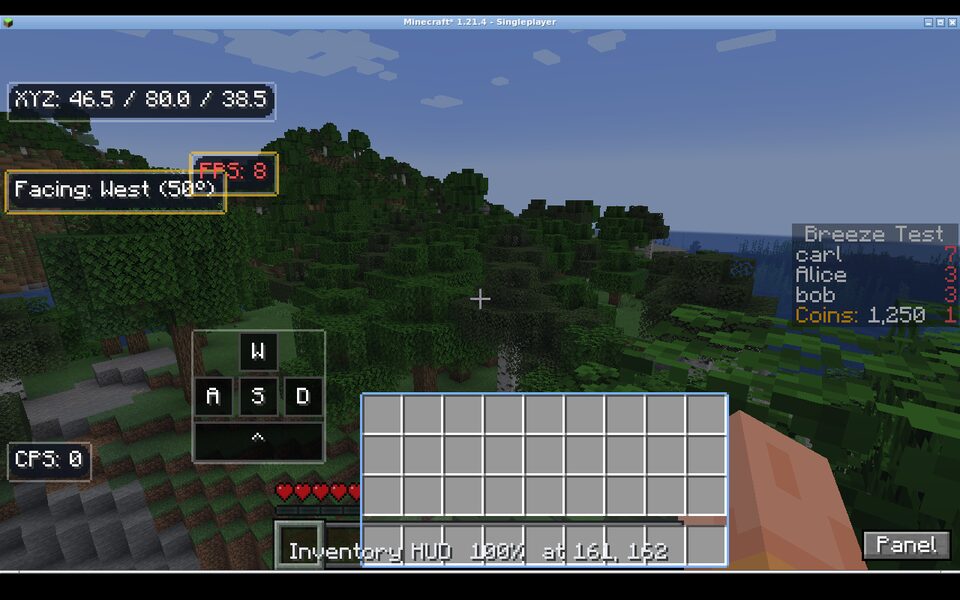 Minecraft* 1.21.4 - Singleplayer
XYZ: 46.5 / 80.0 / 38.5
FPS: 8
Facing: West (50°)
Breeze Test
carl 7
Alice 3
bob 3
Coins: 1,250 1
W
A S D
^
CPS: 0
Inventory HUD 100% at 161, 162
Panel